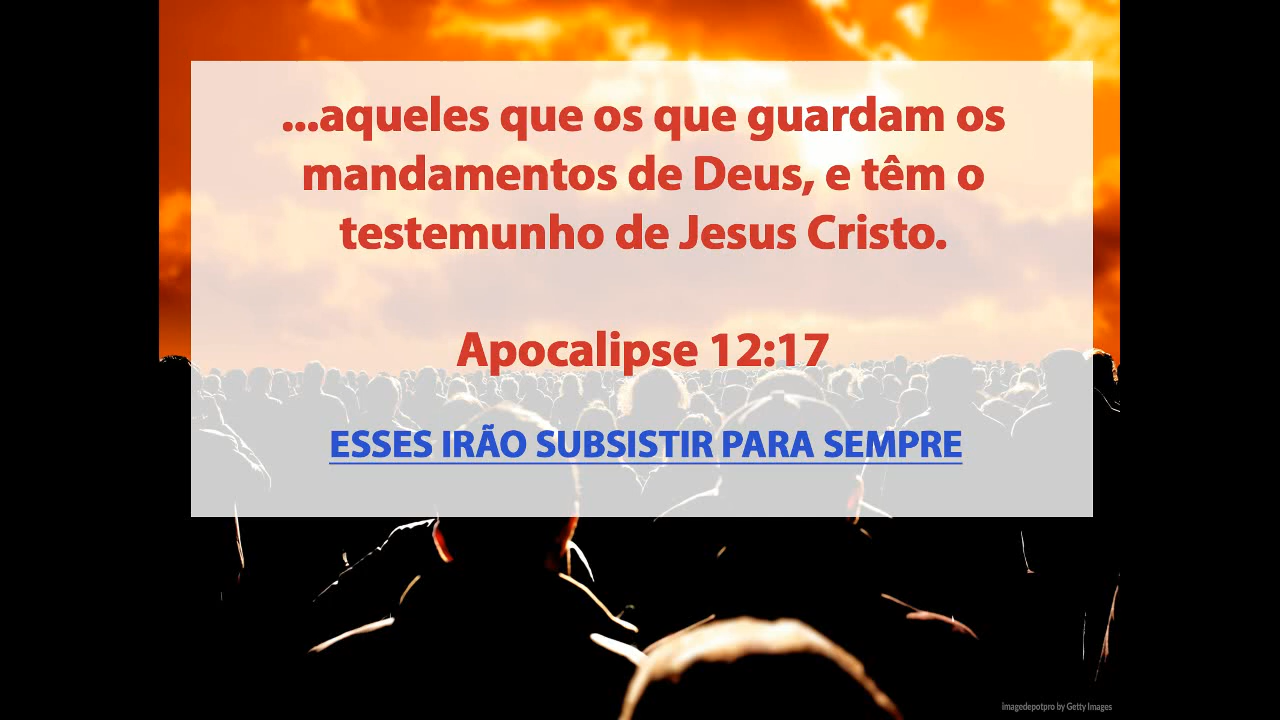 ...aqueles que os que guardam os
mandamentos de Deus, e têm o
testemunho de Jesus Cristo.
Apocalipse 12:17
ESSES IRÃO SUBSISTIR PARA SEMPRE
imagedepotpro by Getty Images